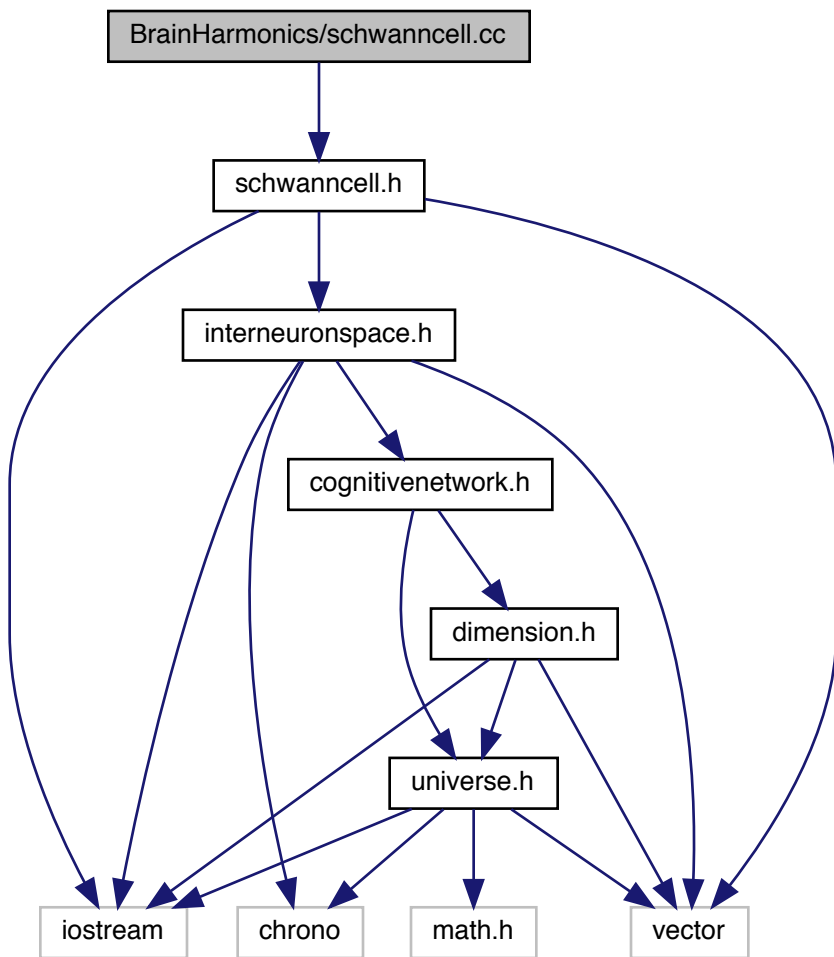 BrainHarmonics/schwanncell.cc
schwanncell.h
interneuronspace.h
cognitivenetwork.h
dimension.h
universe.h
iostream
chrono
math.h
vector